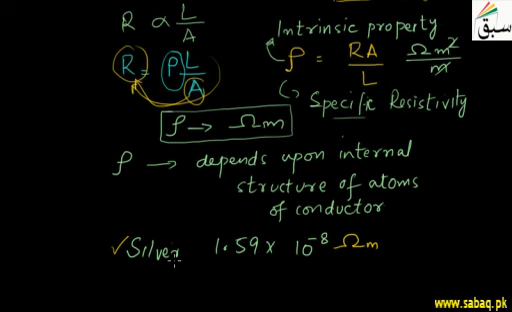 R ∝ L/A
Intrinsic property
سبق
R = ρ L/A
ρ = RA/L Ωm²/m
Specific Resistivity
ρ → Ωm
ρ → depends upon internal
structure of atoms
of conductor
✓ Silver 1.59 × 10⁻⁸ Ωm
www.sabaq.pk